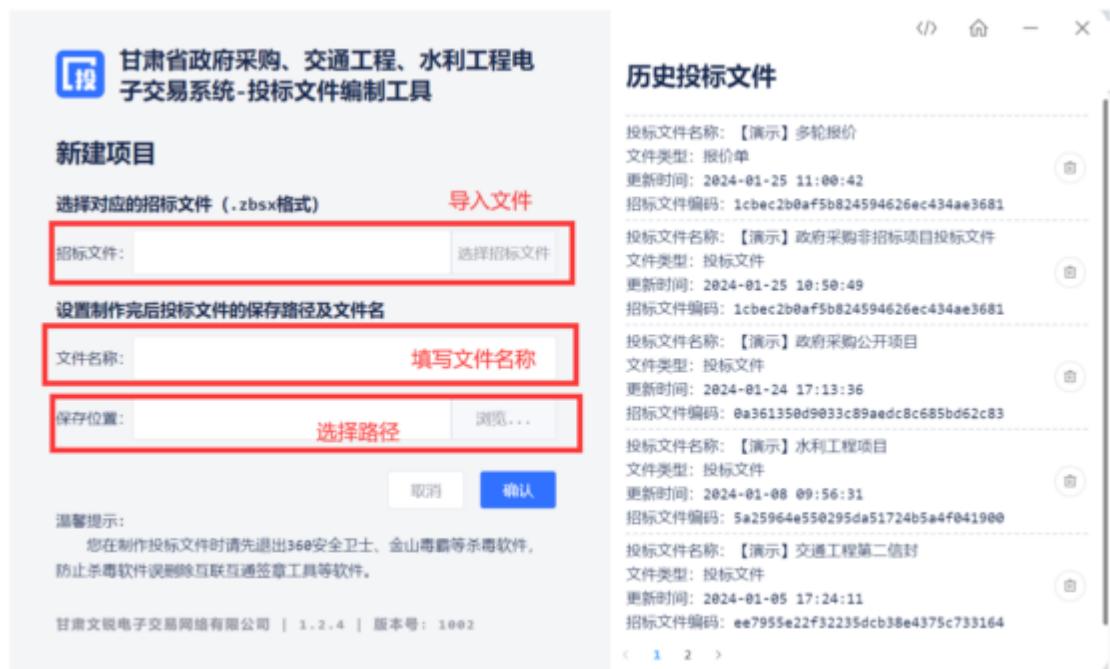 投
甘肃省政府采购、交通工程、水利工程电
子交易系统-投标文件编制工具
新建项目
选择对应的招标文件（.zbsx格式）
导入文件
招标文件：
选择招标文件
设置制作完后投标文件的保存路径及文件名
文件名称：
填写文件名称
保存位置：
选择路径
浏览...
取消
确认
温馨提示：
您在制作投标文件时请先退出360安全卫士、金山毒霸等杀毒软件，
防止杀毒软件误删除互联互通签章工具等软件。
甘肃文锐电子交易网络有限公司 | 1.2.4 | 版本号: 1002
</>
历史投标文件
投标文件名称：【演示】多轮报价
文件类型：报价单
更新时间：2024-01-25 11:00:42
招标文件编码：1cbec2b0af5b824594626ec434ae3681
投标文件名称：【演示】政府采购非招标项目投标文件
文件类型：投标文件
更新时间：2024-01-25 10:50:49
招标文件编码：1cbec2b0af5b824594626ec434ae3681
投标文件名称：【演示】政府采购公开项目
文件类型：投标文件
更新时间：2024-01-24 17:13:36
招标文件编码：0a361350d9033c89aedc8c685bd62c83
投标文件名称：【演示】水利工程项目
文件类型：投标文件
更新时间：2024-01-08 09:56:31
招标文件编码：5a25964e550295da51724b5a4f041900
投标文件名称：【演示】交通工程第二信封
文件类型：投标文件
更新时间：2024-01-05 17:24:11
招标文件编码：ee7955e22f32235dcb38e4375c733164
< 1 2 >